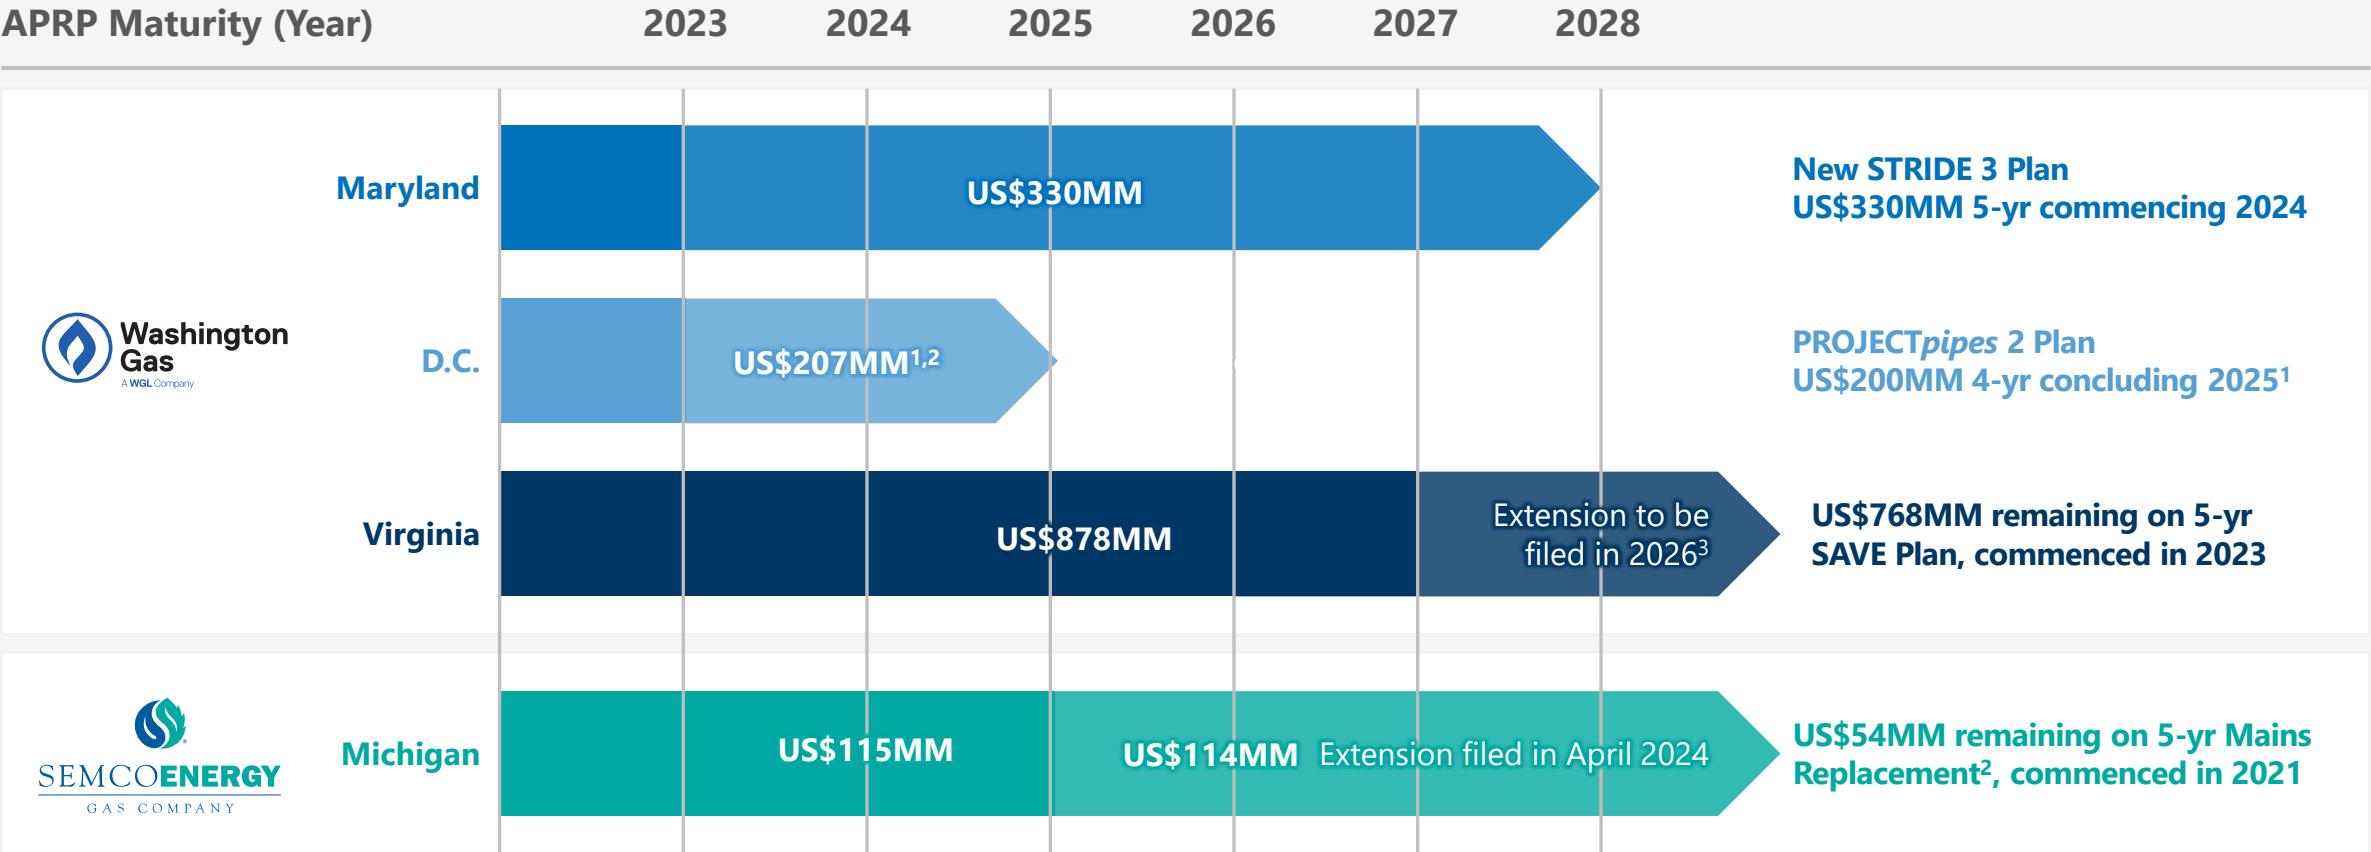 APRP Maturity (Year) 2023 2024 2025 2026 2027 2028
Maryland
US$330MM
New STRIDE 3 Plan
US$330MM 5-yr commencing 2024
Washington
Gas
A WGL Company
D.C.
US$207MM1,2
PROJECTpipes 2 Plan
US$200MM 4-yr concluding 20251
Virginia
US$878MM
Extension to be
filed in 20263
US$768MM remaining on 5-yr
SAVE Plan, commenced in 2023
SEMCOENERGY
GAS COMPANY
Michigan
US$115MM
US$114MM Extension filed in April 2024
US$54MM remaining on 5-yr Mains
Replacement2, commenced in 2021